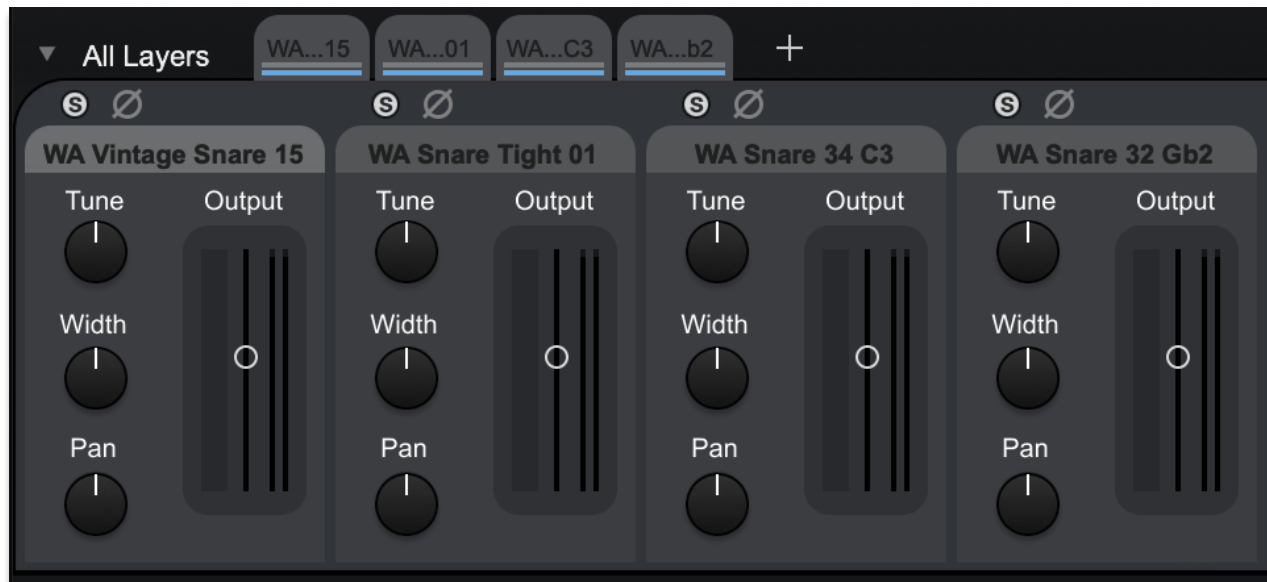 All Layers WA...15 WA...01 WA...C3 WA...b2 +
S Ø S Ø S Ø S Ø
WA Vintage Snare 15 WA Snare Tight 01 WA Snare 34 C3 WA Snare 32 Gb2
Tune Output Tune Output Tune Output Tune Output
Width Width Width Width
Pan Pan Pan Pan